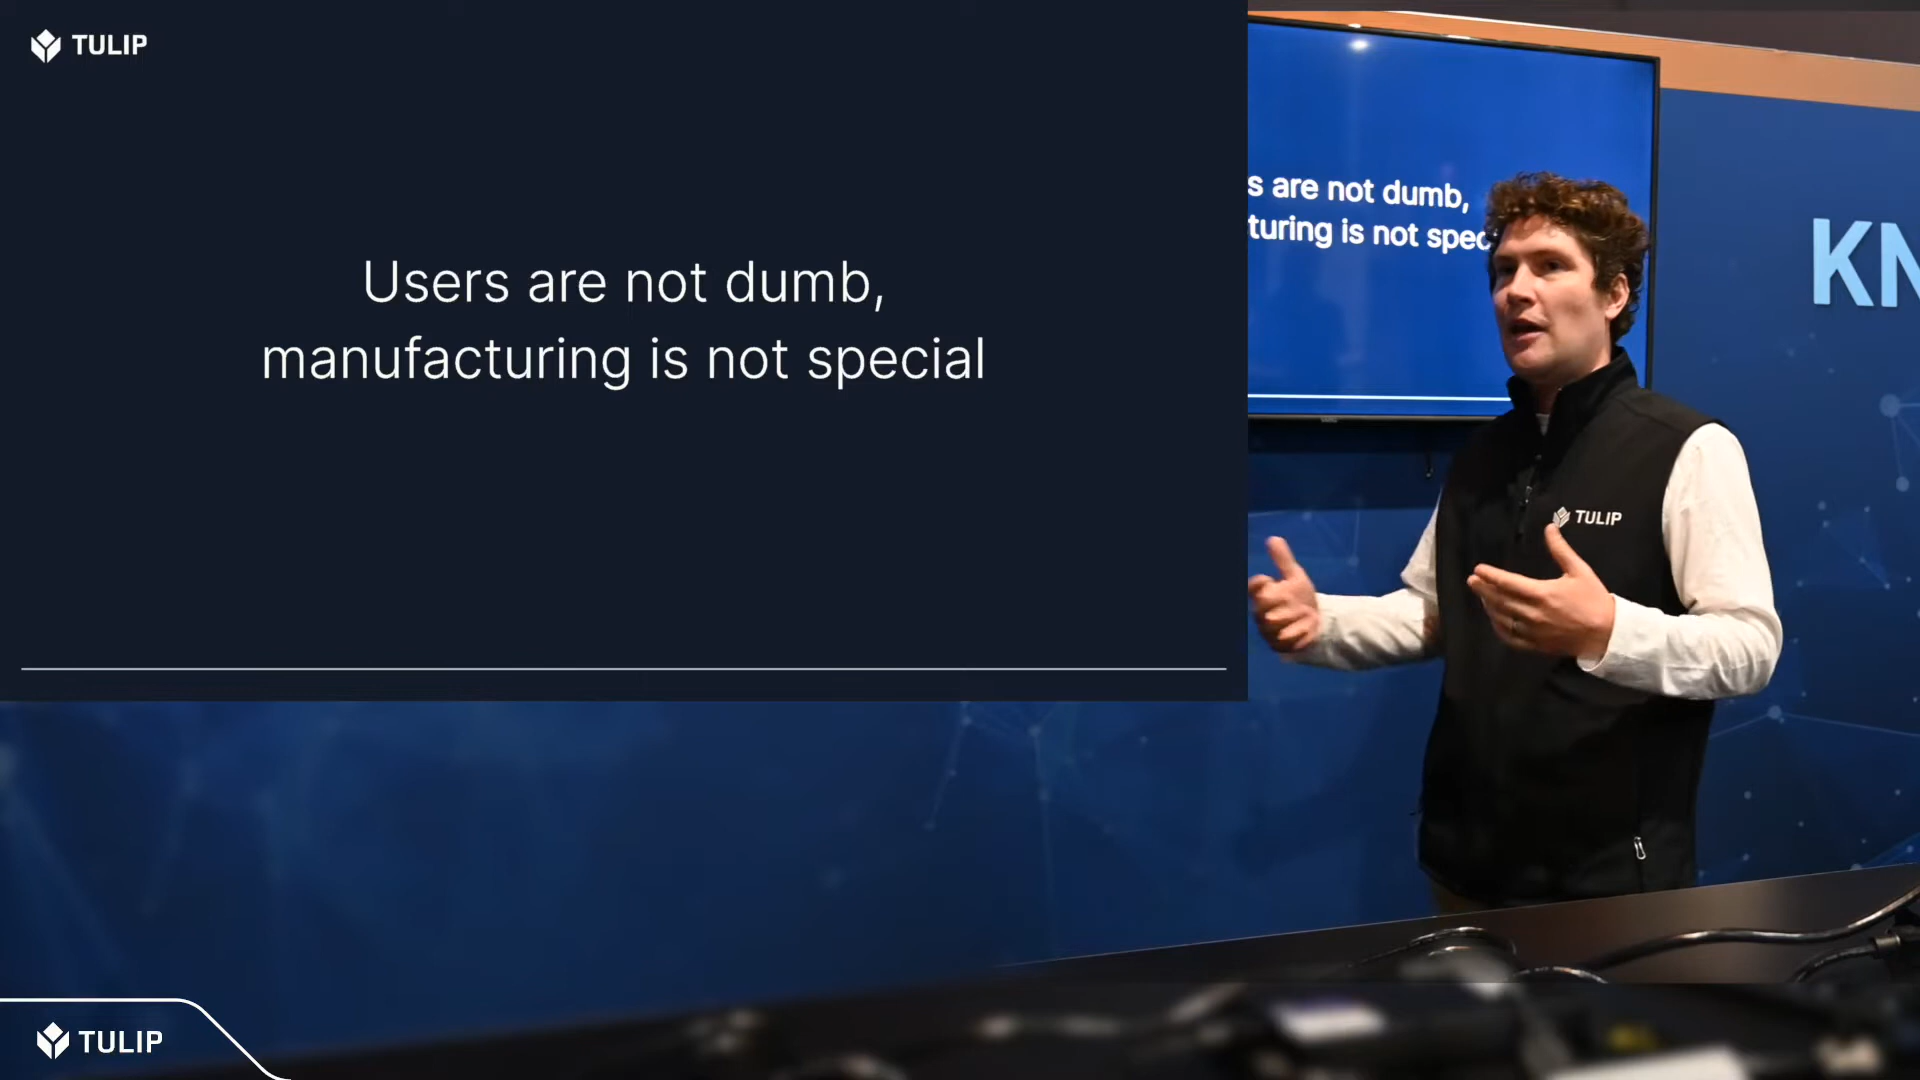 TULIP
Users are not dumb,
manufacturing is not special
s are not dumb,
turing is not spec
KN
TULIP
TULIP